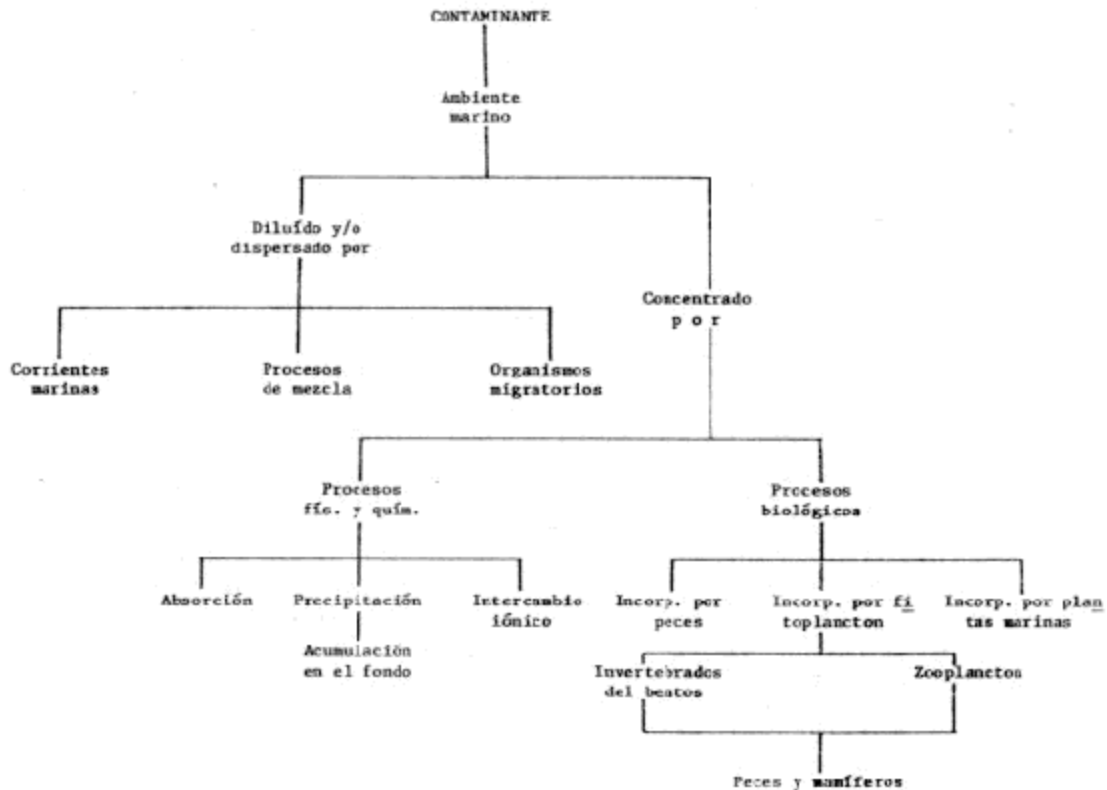 CONTAMINANTE
Ambiente
marino
Diluído y/o
dispersado por
Concentrado
p o r
Corrientes
marinas
Procesos
de mezcla
Organismos
migratorios
Procesos
fís. y quím.
Procesos
biológicos
Absorción
Precipitación
Intercambio
iónico
Incorp. por
peces
Incorp. por fi
toplancton
Incorp. por plan
tas marinas
Acumulación
en el fondo
Invertebrados
del bentos
Zooplancton
Peces y mamíferos